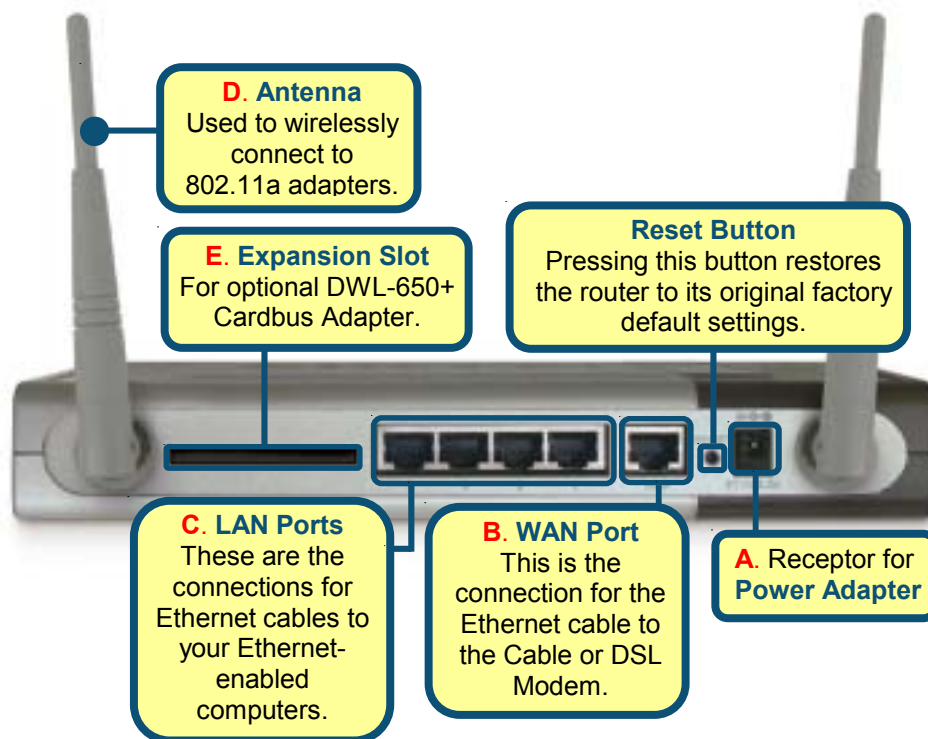 D. Antenna
Used to wirelessly
connect to
802.11a adapters.
E. Expansion Slot
For optional DWL-650+
Cardbus Adapter.
Reset Button
Pressing this button restores
the router to its original factory
default settings.
C. LAN Ports
These are the
connections for
Ethernet cables to
your Ethernet-
enabled
computers.
B. WAN Port
This is the
connection for the
Ethernet cable to
the Cable or DSL
Modem.
A. Receptor for
Power Adapter